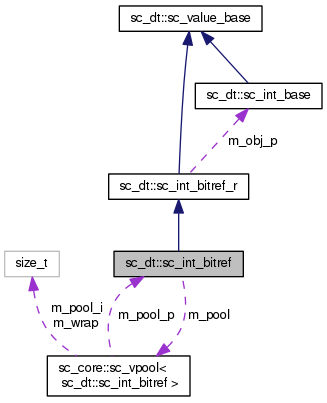 sc_dt::sc_value_base
sc_dt::sc_int_base
m_obj_p
sc_dt::sc_int_bitref_r
size_t
sc_dt::sc_int_bitref
m_pool_i
m_wrap
m_pool_p
m_pool
sc_core::sc_vpool<
sc_dt::sc_int_bitref >